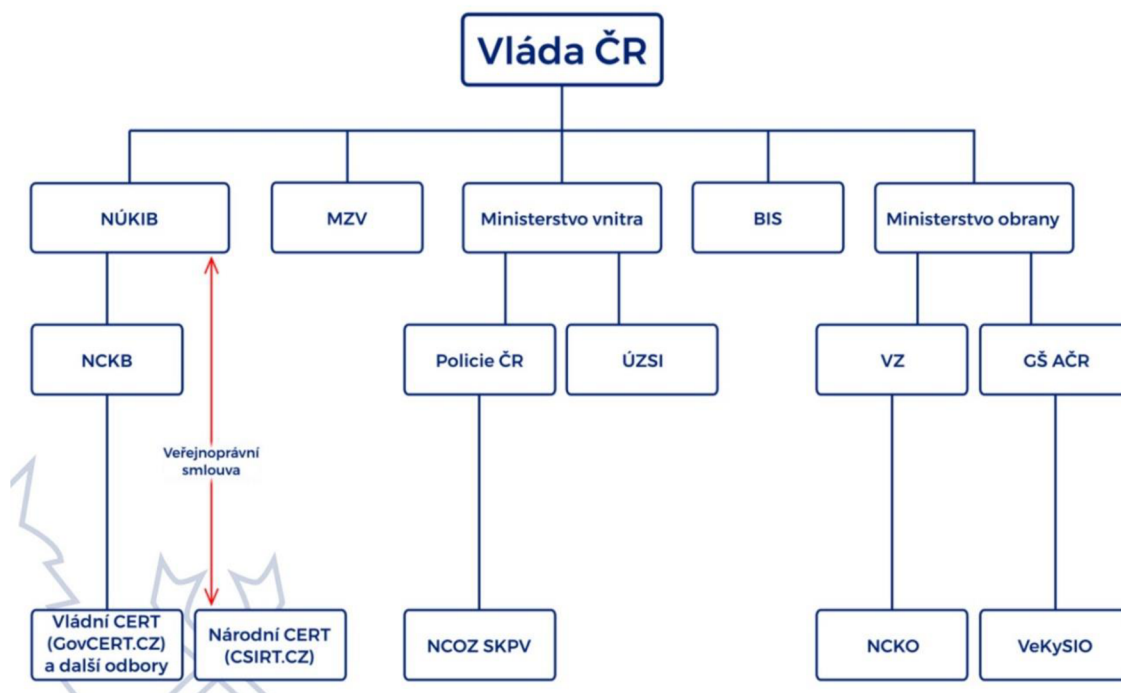 Vláda ČR
NÚKIB
MZV
Ministerstvo vnitra
BIS
Ministerstvo obrany
NCKB
Policie ČR
ÚZSI
VZ
GŠ AČR
Veřejnoprávní
smlouva
Vládní CERT
(GovCERT.CZ)
a další odbory
Národní CERT
(CSIRT.CZ)
NCOZ SKPV
NCKO
VeKySIO